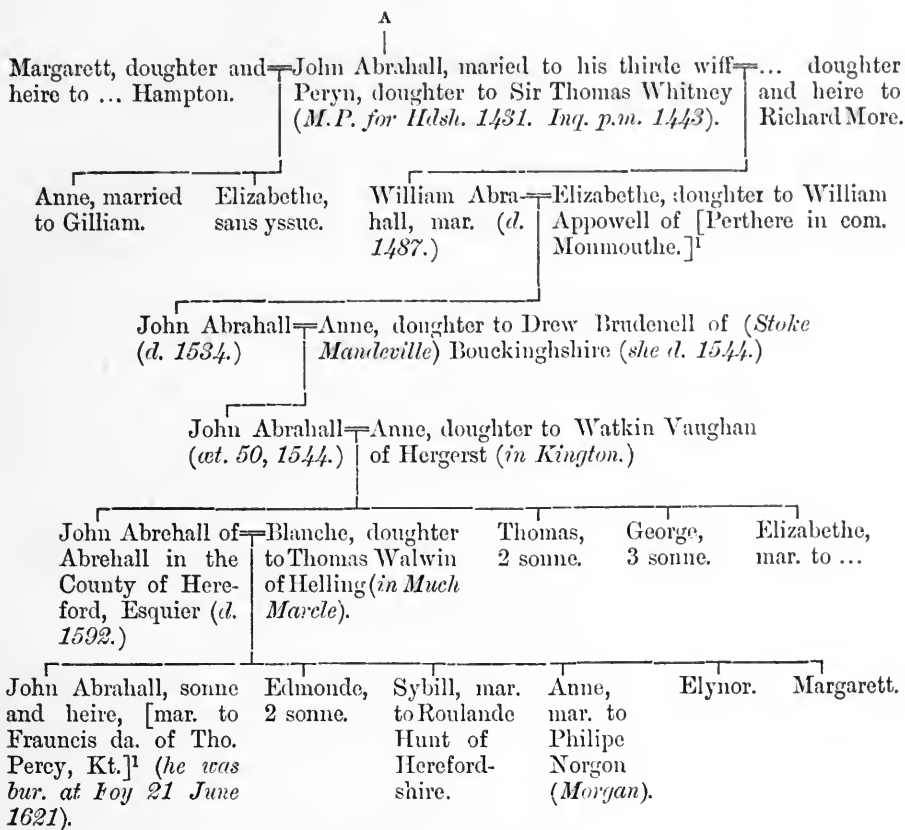 A
Margarett, doughter and
heire to ... Hampton.
John Abrahall, maried to his thirde wiff
Peryn, doughter to Sir Thomas Whitney
(M.P. for Hdsh. 1431. Inq. p.m. 1443).
... doughter
and heire to
Richard More.
Anne, married
to Gilliam.
Elizabethe,
sans yssue.
William Abra-
hall, mar. (d.
1487.)
Elizabethe, doughter to William
Appowell of [Perthere in com.
Monmouthe.]¹
John Abrahall
(d. 1534.)
Anne, doughter to Drew Brudenell of (Stoke
Mandeville) Bouckinghshire (she d. 1544.)
John Abrahall
(æt. 50, 1544.)
Anne, doughter to Watkin Vaughan
of Hergerst (in Kington.)
John Abrehall of
Abrehall in the
County of Here-
ford, Esquier (d.
1592.)
Blanche, doughter
to Thomas Walwin
of Helling (in Much
Marcle).
Thomas,
2 sonne.
George,
3 sonne.
Elizabethe,
mar. to ...
John Abrahall, sonne
and heire, [mar. to
Frauncis da. of Tho.
Percy, Kt.]¹ (he was
bur. at Foy 21 June
1621).
Edmonde,
2 sonne.
Sybill, mar.
to Roulande
Hunt of
Hereford-
shire.
Anne,
mar. to
Philipe
Norgon
(Morgan).
Elynor.
Margarett.